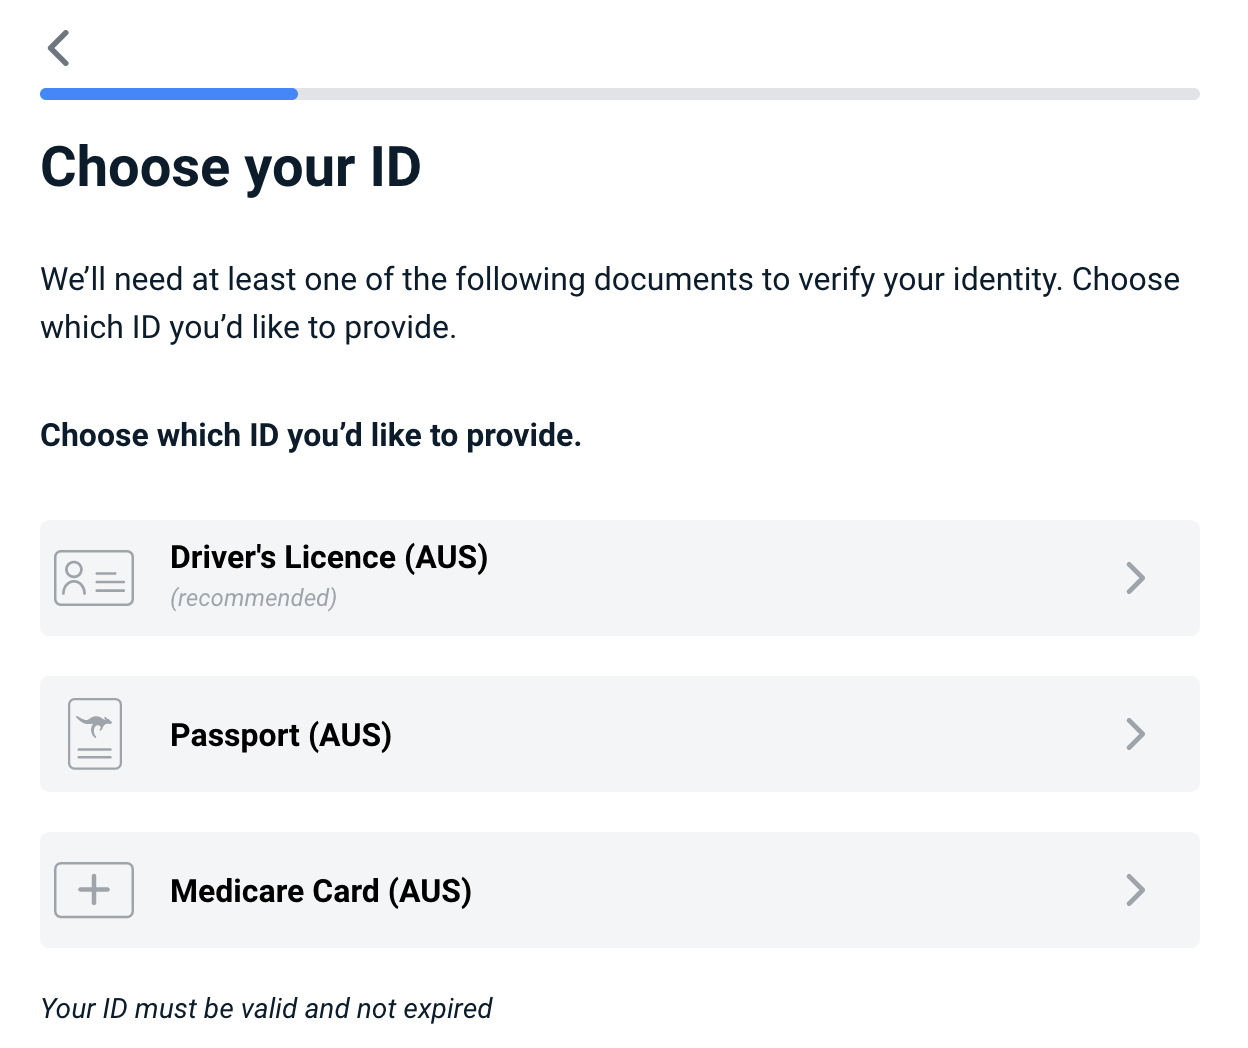 Choose your ID
We’ll need at least one of the following documents to verify your identity. Choose
which ID you’d like to provide.
Choose which ID you’d like to provide.
Driver's Licence (AUS)
(recommended)
Passport (AUS)
Medicare Card (AUS)
Your ID must be valid and not expired